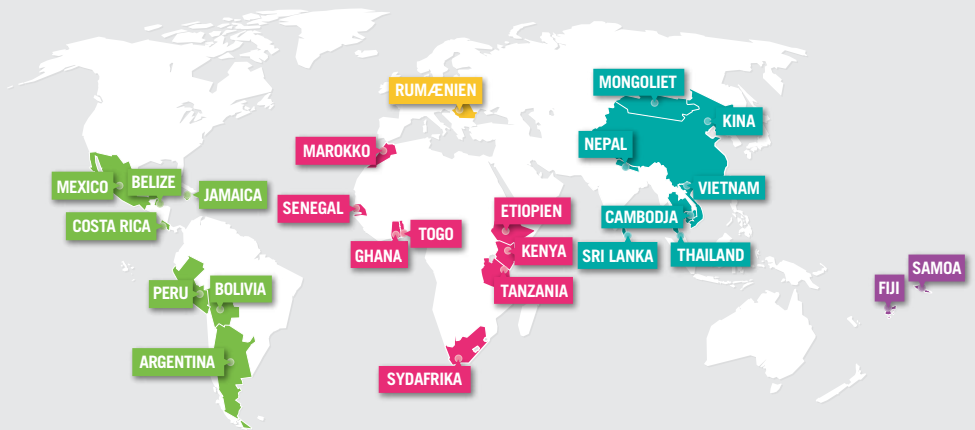 MONGOLIET
RUMÆNIEN
KINA
NEPAL
MAROKKO
MEXICO
BELIZE
JAMAICA
VIETNAM
SENEGAL
ETIOPIEN
CAMBODJA
COSTA RICA
TOGO
GHANA
KENYA
SRI LANKA
THAILAND
SAMOA
FIJI
PERU
BOLIVIA
TANZANIA
ARGENTINA
SYDAFRIKA